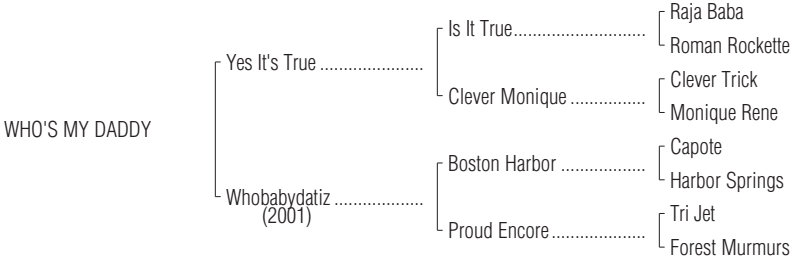 Raja Baba
Is It True..............................
Roman Rockette
Yes It's True .......................
Clever Trick
Clever Monique .................
Monique Rene
WHO'S MY DADDY
Capote
Boston Harbor ...................
Harbor Springs
Whobabydatiz ....................
(2001)
Tri Jet
Proud Encore.....................
Forest Murmurs